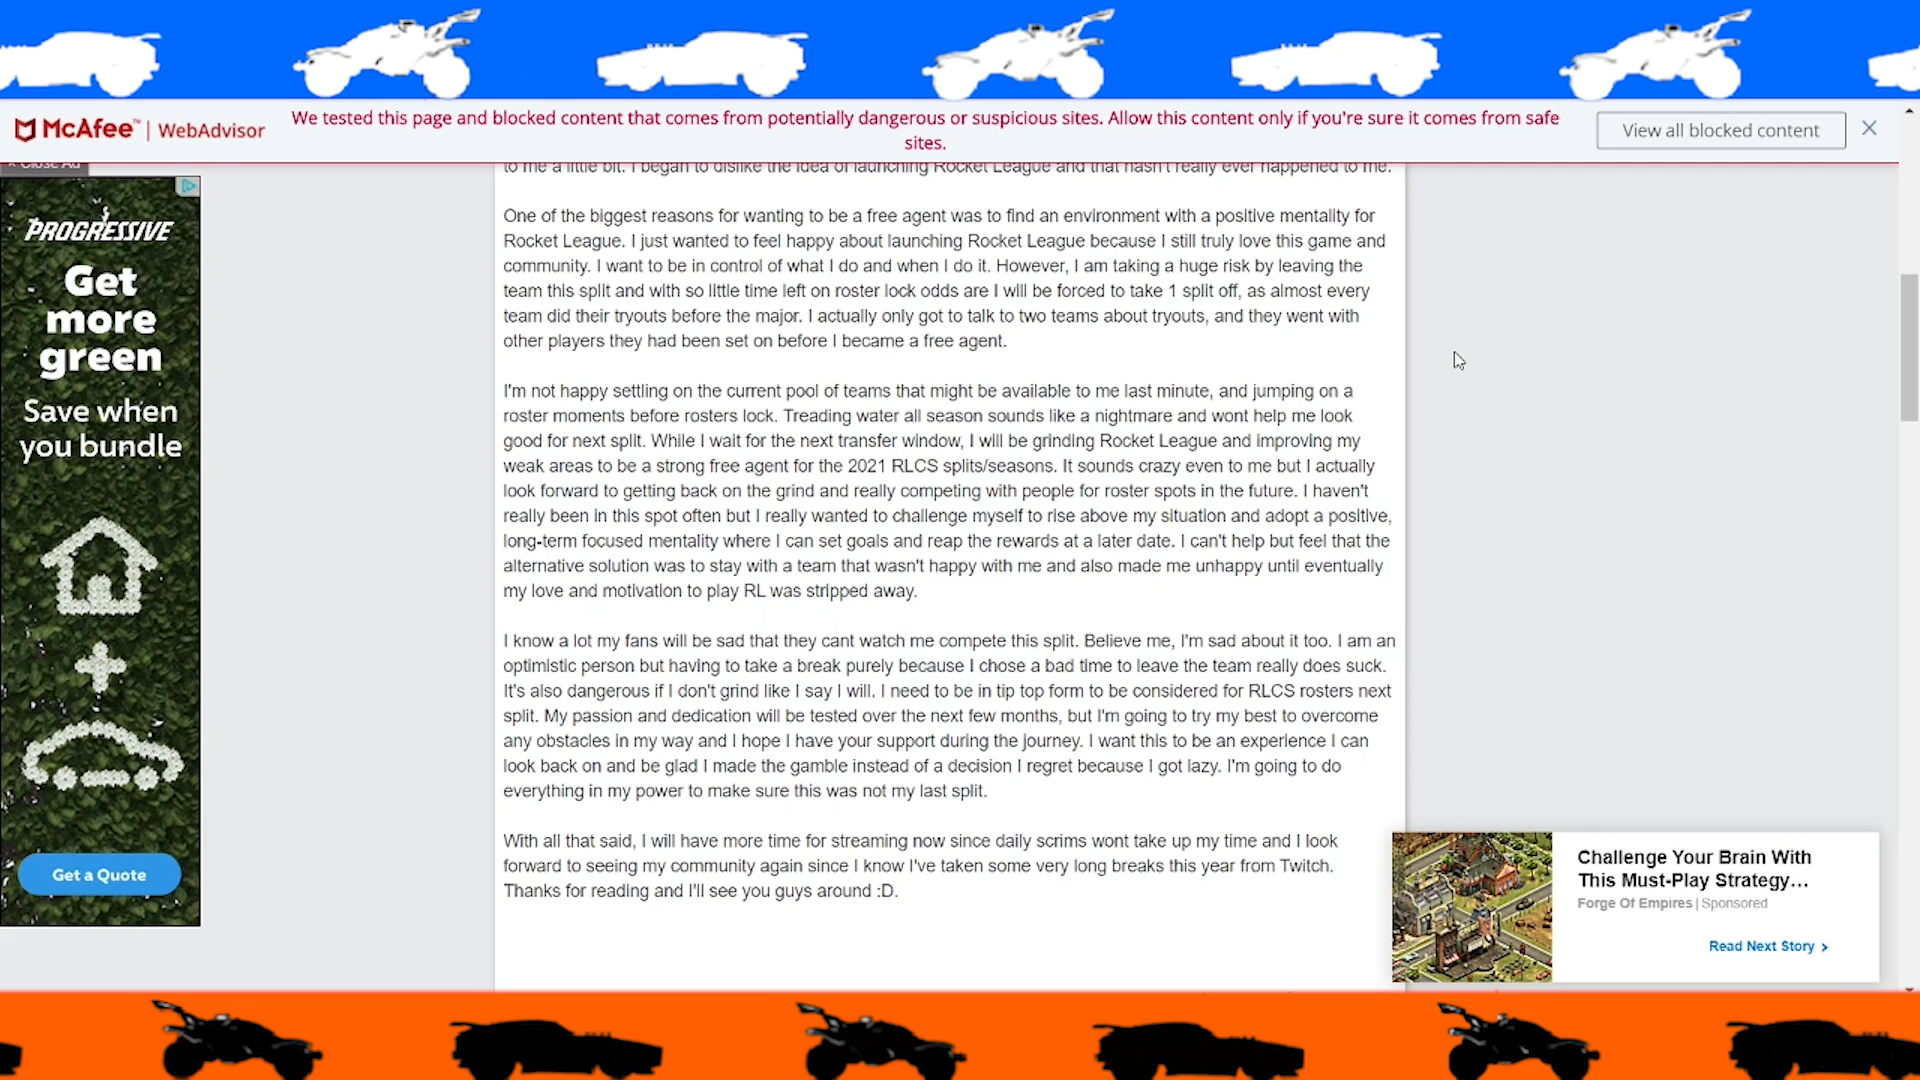 McAfee™ | WebAdvisor
We tested this page and blocked content that comes from potentially dangerous or suspicious sites. Allow this content only if you're sure it comes from safe
sites.
View all blocked content
Close Ad
to me a little bit. I began to dislike the idea of launching Rocket League and that hasn't really ever happened to me.
One of the biggest reasons for wanting to be a free agent was to find an environment with a positive mentality for
Rocket League. I just wanted to feel happy about launching Rocket League because I still truly love this game and
community. I want to be in control of what I do and when I do it. However, I am taking a huge risk by leaving the
team this split and with so little time left on roster lock odds are I will be forced to take 1 split off, as almost every
team did their tryouts before the major. I actually only got to talk to two teams about tryouts, and they went with
other players they had been set on before I became a free agent.
I'm not happy settling on the current pool of teams that might be available to me last minute, and jumping on a
roster moments before rosters lock. Treading water all season sounds like a nightmare and wont help me look
good for next split. While I wait for the next transfer window, I will be grinding Rocket League and improving my
weak areas to be a strong free agent for the 2021 RLCS splits/seasons. It sounds crazy even to me but I actually
look forward to getting back on the grind and really competing with people for roster spots in the future. I haven't
really been in this spot often but I really wanted to challenge myself to rise above my situation and adopt a positive,
long-term focused mentality where I can set goals and reap the rewards at a later date. I can't help but feel that the
alternative solution was to stay with a team that wasn't happy with me and also made me unhappy until eventually
my love and motivation to play RL was stripped away.
I know a lot my fans will be sad that they cant watch me compete this split. Believe me, I'm sad about it too. I am an
optimistic person but having to take a break purely because I chose a bad time to leave the team really does suck.
It's also dangerous if I don't grind like I say I will. I need to be in tip top form to be considered for RLCS rosters next
split. My passion and dedication will be tested over the next few months, but I'm going to try my best to overcome
any obstacles in my way and I hope I have your support during the journey. I want this to be an experience I can
look back on and be glad I made the gamble instead of a decision I regret because I got lazy. I'm going to do
everything in my power to make sure this was not my last split.
With all that said, I will have more time for streaming now since daily scrims wont take up my time and I look
forward to seeing my community again since I know I've taken some very long breaks this year from Twitch.
Thanks for reading and I'll see you guys around :D.
PROGRESSIVE
Get
more
green
Save when
you bundle
Get a Quote
Challenge Your Brain With
This Must-Play Strategy...
Forge Of Empires | Sponsored
Read Next Story >